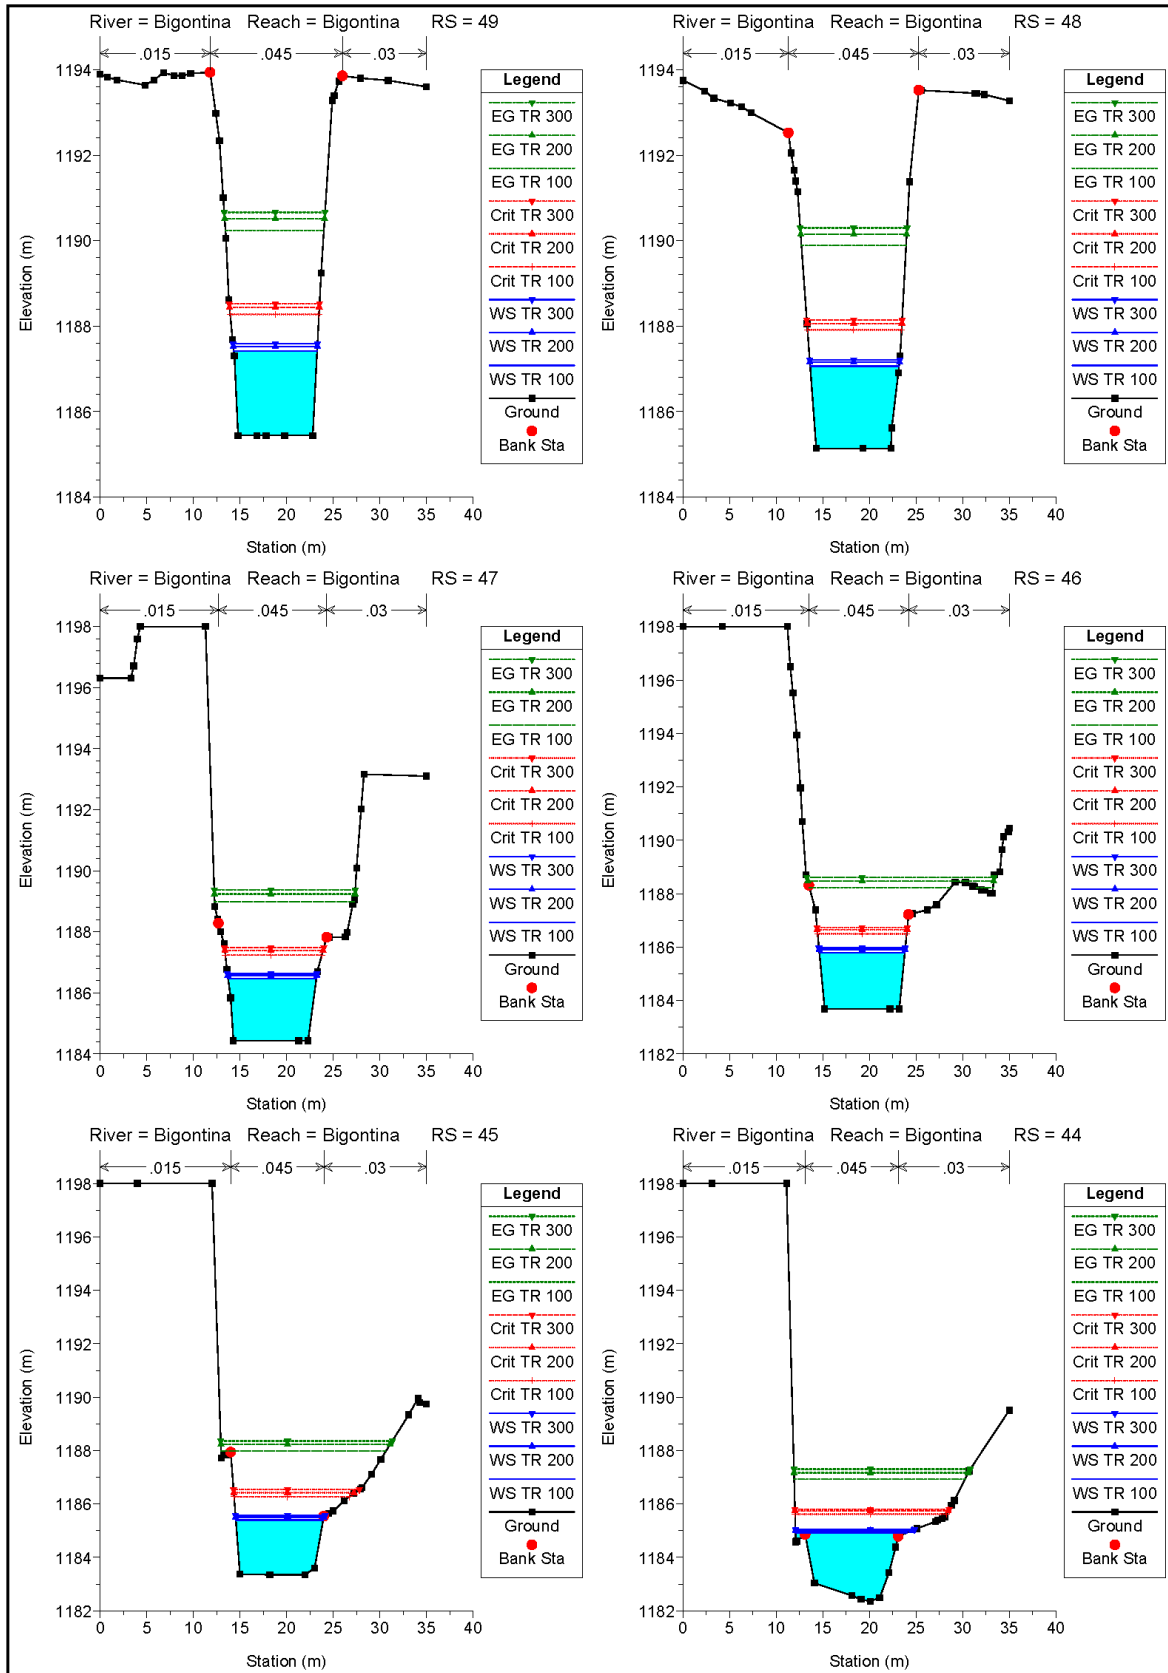 River = Bigontina Reach = Bigontina RS = 49
.015 .045 .03
Elevation (m)
1194
1192
1190
1188
1186
1184
0 5 10 15 20 25 30 35 40
Station (m)
Legend
EG TR 300
EG TR 200
EG TR 100
Crit TR 300
Crit TR 200
Crit TR 100
WS TR 300
WS TR 200
WS TR 100
Ground
Bank Sta
River = Bigontina Reach = Bigontina RS = 48
.015 .045 .03
Elevation (m)
1194
1192
1190
1188
1186
1184
0 5 10 15 20 25 30 35 40
Station (m)
Legend
EG TR 300
EG TR 200
EG TR 100
Crit TR 300
Crit TR 200
Crit TR 100
WS TR 300
WS TR 200
WS TR 100
Ground
Bank Sta
River = Bigontina Reach = Bigontina RS = 47
.015 .045 .03
Elevation (m)
1198
1196
1194
1192
1190
1188
1186
1184
0 5 10 15 20 25 30 35 40
Station (m)
Legend
EG TR 300
EG TR 200
EG TR 100
Crit TR 300
Crit TR 200
Crit TR 100
WS TR 300
WS TR 200
WS TR 100
Ground
Bank Sta
River = Bigontina Reach = Bigontina RS = 46
.015 .045 .03
Elevation (m)
1198
1196
1194
1192
1190
1188
1186
1184
1182
0 5 10 15 20 25 30 35 40
Station (m)
Legend
EG TR 300
EG TR 200
EG TR 100
Crit TR 300
Crit TR 200
Crit TR 100
WS TR 300
WS TR 200
WS TR 100
Ground
Bank Sta
River = Bigontina Reach = Bigontina RS = 45
.015 .045 .03
Elevation (m)
1198
1196
1194
1192
1190
1188
1186
1184
1182
0 5 10 15 20 25 30 35 40
Station (m)
Legend
EG TR 300
EG TR 200
EG TR 100
Crit TR 300
Crit TR 200
Crit TR 100
WS TR 300
WS TR 200
WS TR 100
Ground
Bank Sta
River = Bigontina Reach = Bigontina RS = 44
.015 .045 .03
Elevation (m)
1198
1196
1194
1192
1190
1188
1186
1184
1182
0 5 10 15 20 25 30 35 40
Station (m)
Legend
EG TR 300
EG TR 200
EG TR 100
Crit TR 300
Crit TR 200
Crit TR 100
WS TR 300
WS TR 200
WS TR 100
Ground
Bank Sta